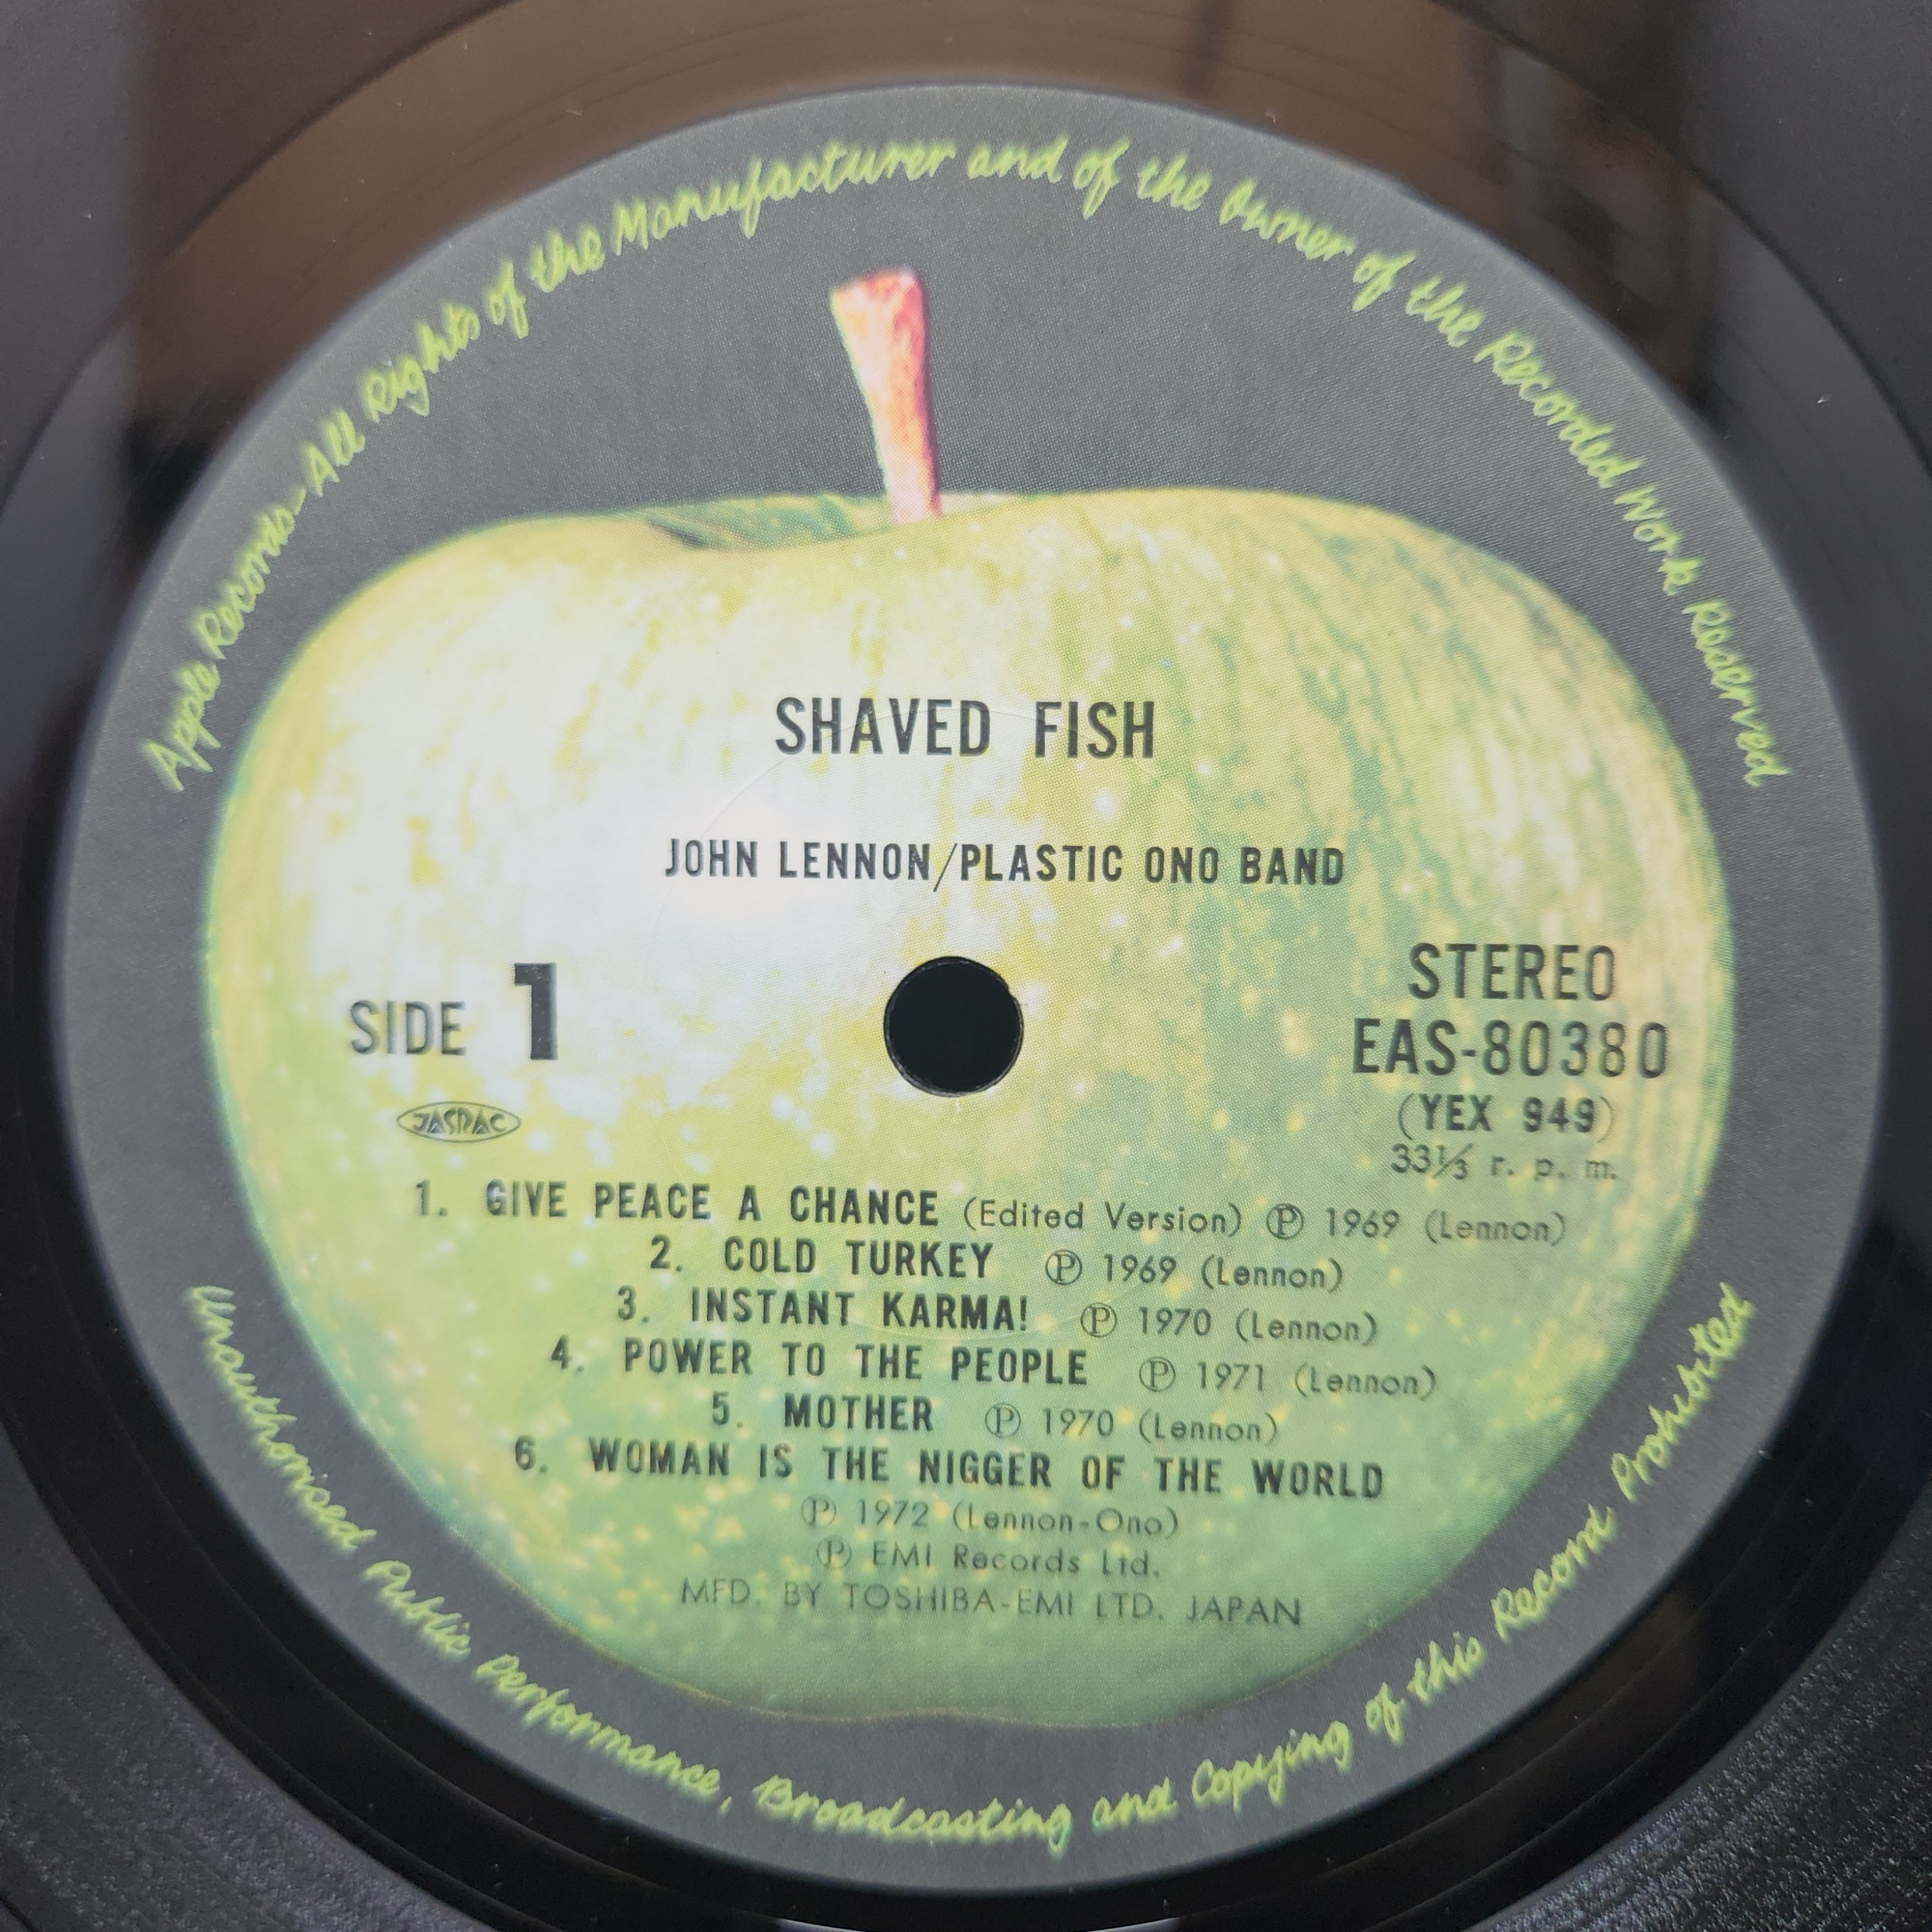 Apple Records-All Rights of the Manufacturer and of the Owner of the Recorded Work Reserved
SHAVED FISH
JOHN LENNON/PLASTIC ONO BAND
SIDE 1
STEREO
EAS-80380
(YEX 949)
33⅓ r. p. m.
JASRAC
1. GIVE PEACE A CHANCE (Edited Version) ℗ 1969 (Lennon)
2. COLD TURKEY ℗ 1969 (Lennon)
3. INSTANT KARMA! ℗ 1970 (Lennon)
4. POWER TO THE PEOPLE ℗ 1971 (Lennon)
5. MOTHER ℗ 1970 (Lennon)
6. WOMAN IS THE NIGGER OF THE WORLD
℗ 1972 (Lennon-Ono)
℗ EMI Records Ltd.
MFD. BY TOSHIBA-EMI LTD. JAPAN
Unauthorised Public Performance, Broadcasting and Copying of this Record Prohibited